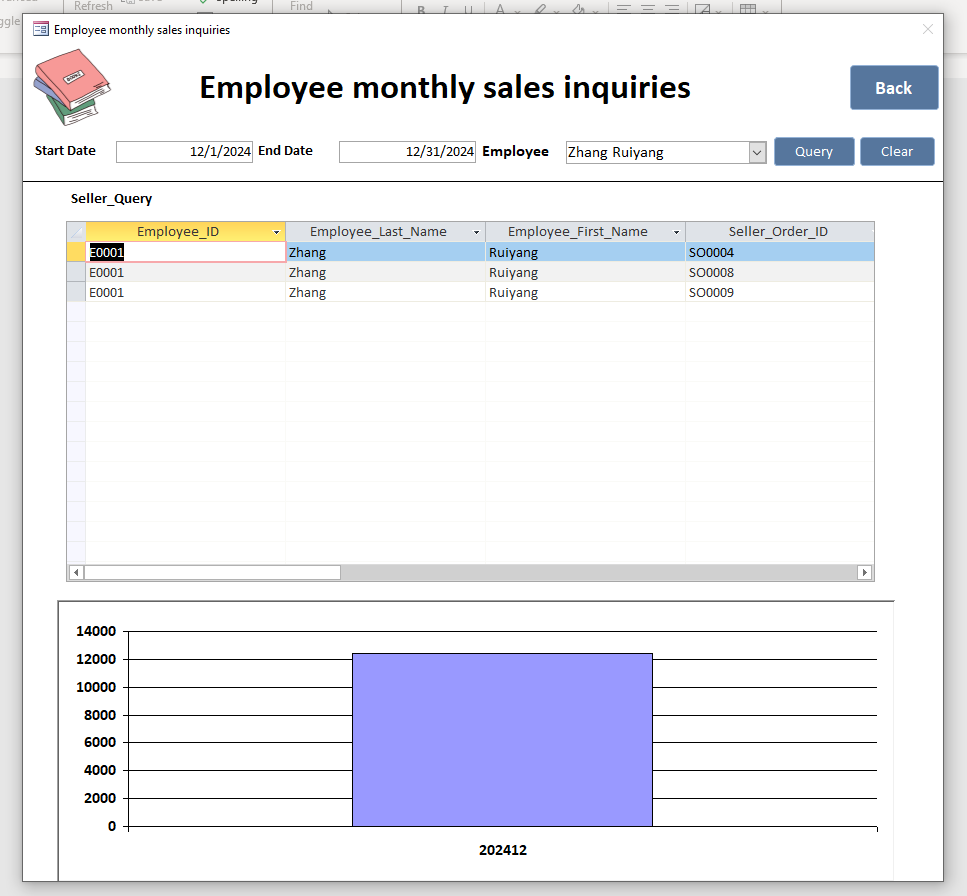 Refresh
Find
B I U A
Employee monthly sales inquiries
Employee monthly sales inquiries
Back
Start Date 12/1/2024 End Date 12/31/2024 Employee Zhang Ruiyang Query Clear
Seller_Query
Employee_ID Employee_Last_Name Employee_First_Name Seller_Order_ID
E0001 Zhang Ruiyang SO0004
E0001 Zhang Ruiyang SO0008
E0001 Zhang Ruiyang SO0009
14000
12000
10000
8000
6000
4000
2000
0
202412